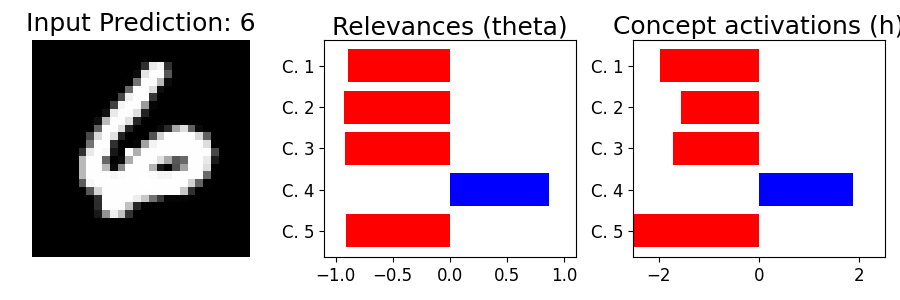 Input Prediction: 6
6
Relevances (theta)
C. 1
C. 2
C. 3
C. 4
C. 5
−1.0 −0.5 0.0 0.5 1.0
Concept activations (h)
C. 1
C. 2
C. 3
C. 4
C. 5
−2 0 2